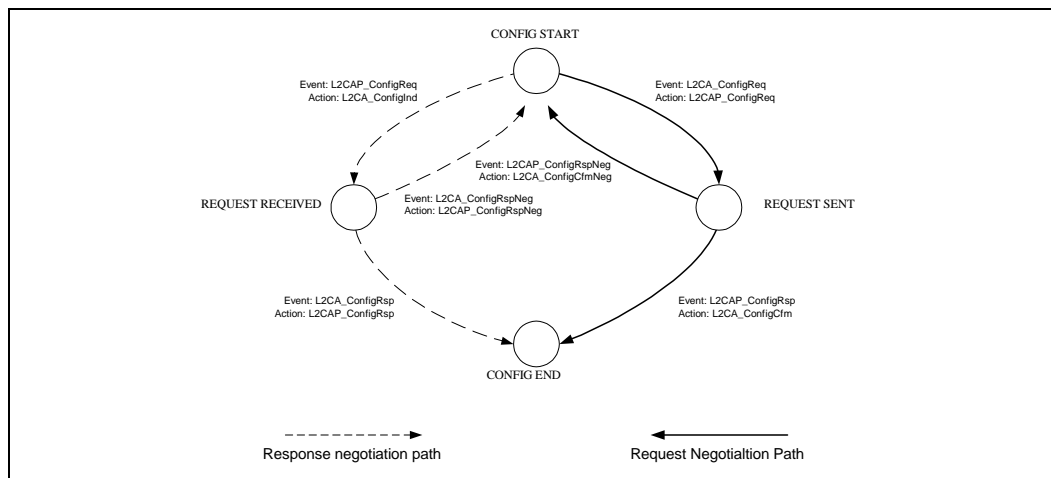 CONFIG START
Event: L2CAP_ConfigReq
Action: L2CA_ConfigInd
Event: L2CA_ConfigReq
Action: L2CAP_ConfigReq
Event: L2CAP_ConfigRspNeg
Action: L2CA_ConfigCfmNeg
REQUEST RECEIVED
Event: L2CA_ConfigRspNeg
Action: L2CAP_ConfigRspNeg
REQUEST SENT
Event: L2CA_ConfigRsp
Action: L2CAP_ConfigRsp
Event: L2CAP_ConfigRsp
Action: L2CA_ConfigCfm
CONFIG END
Response negotiation path
Request Negotialtion Path